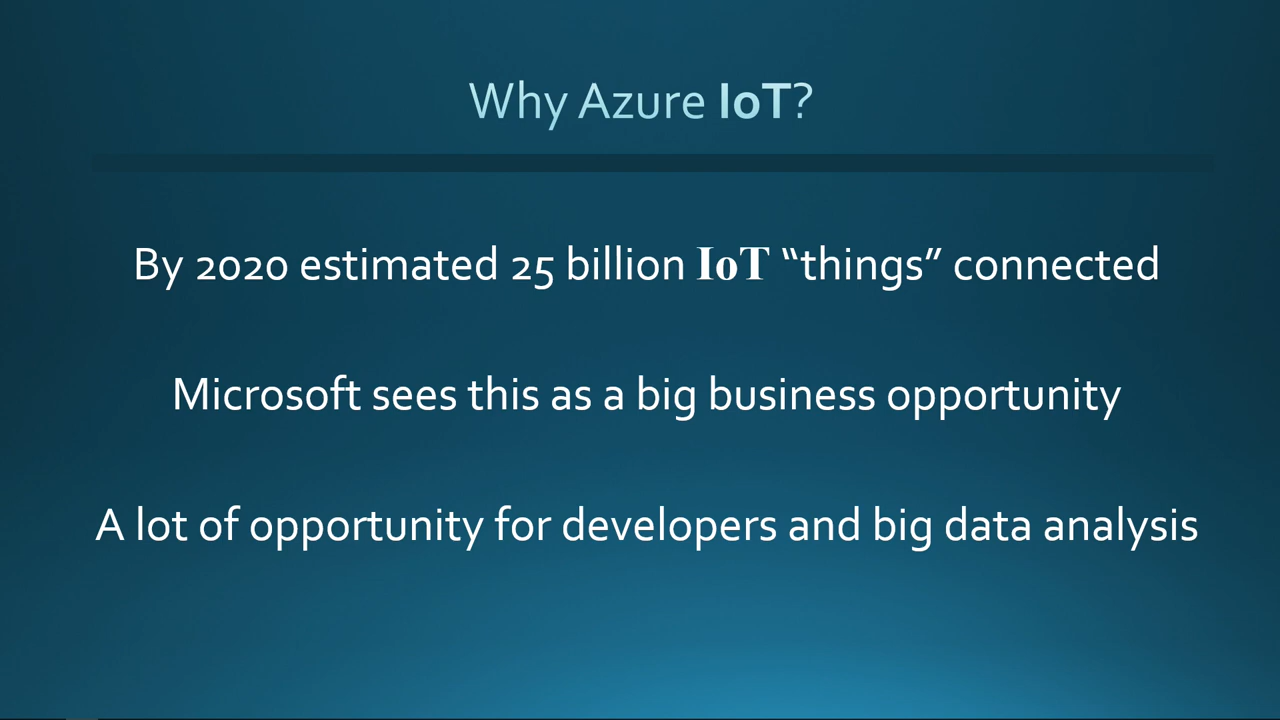 Why Azure IoT?
By 2020 estimated 25 billion IoT “things” connected
Microsoft sees this as a big business opportunity
A lot of opportunity for developers and big data analysis